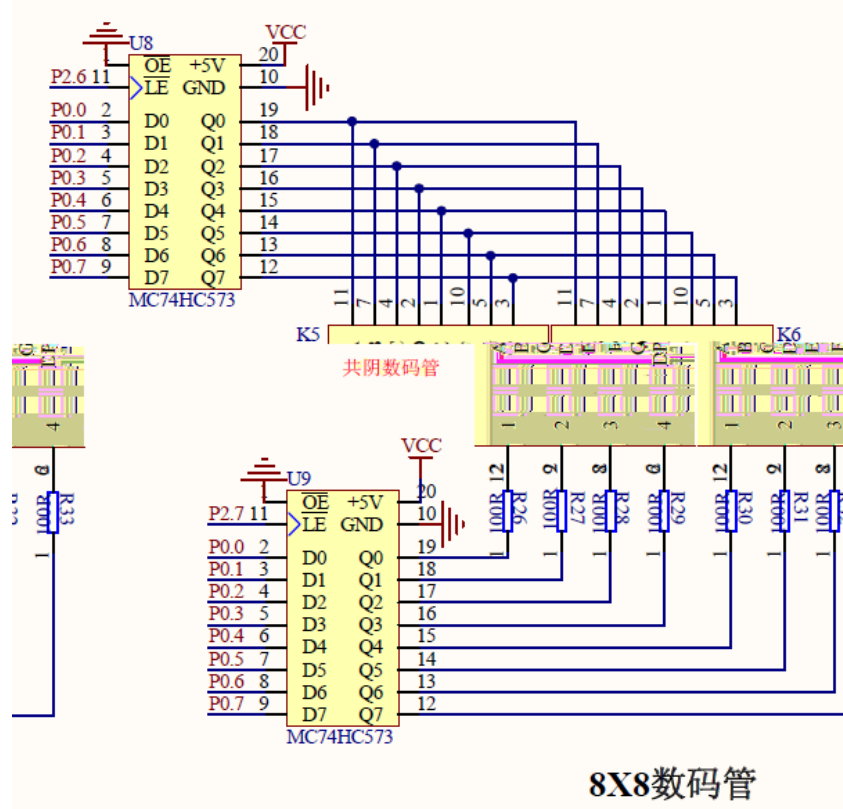 VCC
U8
OE +5V 20
P2.6 11 LE GND 10
P0.0 2 D0 Q0 19
P0.1 3 D1 Q1 18
P0.2 4 D2 Q2 17
P0.3 5 D3 Q3 16
P0.4 6 D4 Q4 15
P0.5 7 D5 Q5 14
P0.6 8 D6 Q6 13
P0.7 9 D7 Q7 12
MC74HC573
11 7 4 2 1 10 5 3 11 7 4 2 1 10 5 3
K5 K6
共阴数码管
4 1 2 3 4 1 2 3
12 9 8 6 12 9 8
R33 R26 R27 R28 R29 R30 R31
1 1 1 1 1 1 1 1
VCC
U9
OE +5V 20
P2.7 11 LE GND 10
P0.0 2 D0 Q0 19
P0.1 3 D1 Q1 18
P0.2 4 D2 Q2 17
P0.3 5 D3 Q3 16
P0.4 6 D4 Q4 15
P0.5 7 D5 Q5 14
P0.6 8 D6 Q6 13
P0.7 9 D7 Q7 12
MC74HC573
8X8数码管